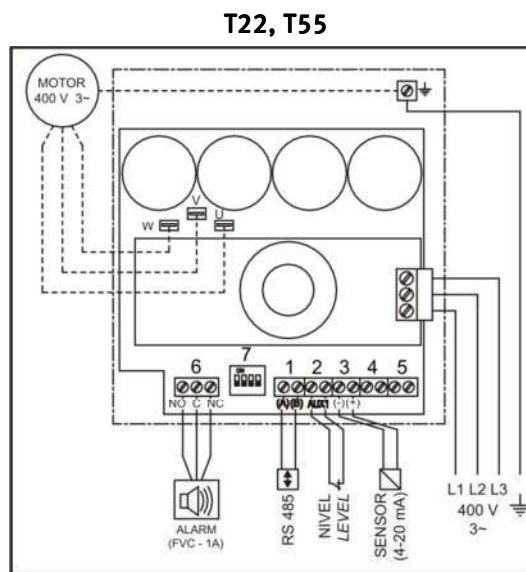 T22, T55
MOTOR
400 V 3~
V
W
U
7
ON
6
1 2 3 4 5
NO C NC
(A) (B) AUX1 (-) (+)
ALARM
(FVC - 1A)
RS 485
NIVEL
LEVEL
SENSOR
(4-20 mA)
L1 L2 L3
400 V
3~